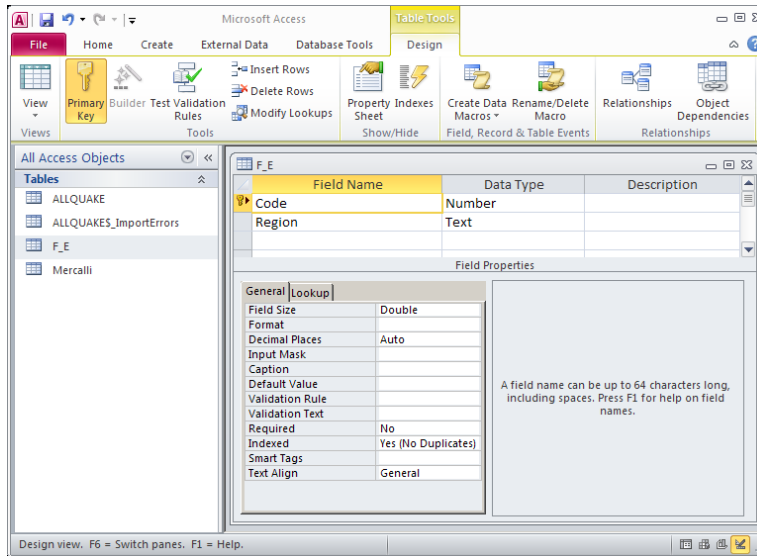 Microsoft Access
Table Tools
File Home Create External Data Database Tools Design
View
Primary Key
Builder
Test Validation Rules
Insert Rows
Delete Rows
Modify Lookups
Property Sheet
Indexes
Create Data Macros
Rename/Delete Macro
Relationships
Object Dependencies
Views Tools Show/Hide Field, Record & Table Events Relationships
All Access Objects
Tables
ALLQUAKE
ALLQUAKE$_ImportErrors
F_E
Mercalli
F_E
Field Name Data Type Description
Code Number
Region Text
Field Properties
General Lookup
Field Size Double
Format
Decimal Places Auto
Input Mask
Caption
Default Value
Validation Rule
Validation Text
Required No
Indexed Yes (No Duplicates)
Smart Tags
Text Align General
A field name can be up to 64 characters long,
including spaces. Press F1 for help on field
names.
Design view. F6 = Switch panes. F1 = Help.